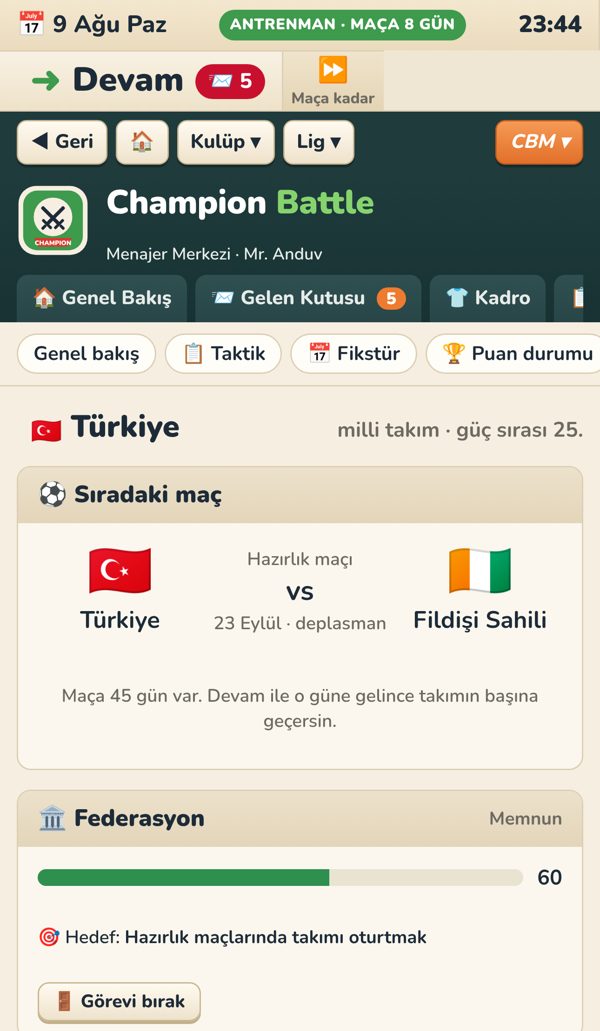 9 Ağu Paz
ANTRENMAN · MAÇA 8 GÜN
23:44
➜ Devam 5
Maça kadar
◀ Geri
Kulüp ▾
Lig ▾
CBM ▾
CHAMPION
Champion Battle
Menajer Merkezi · Mr. Anduv
Genel Bakış
Gelen Kutusu 5
Kadro
Genel bakış
Taktik
Fikstür
Puan durumu
Türkiye
milli takım · güç sırası 25.
Sıradaki maç
Hazırlık maçı
VS
23 Eylül · deplasman
Türkiye
Fildişi Sahili
Maça 45 gün var. Devam ile o güne gelince takımın başına
geçersin.
Federasyon
Memnun
60
Hedef: Hazırlık maçlarında takımı oturtmak
Görevi bırak